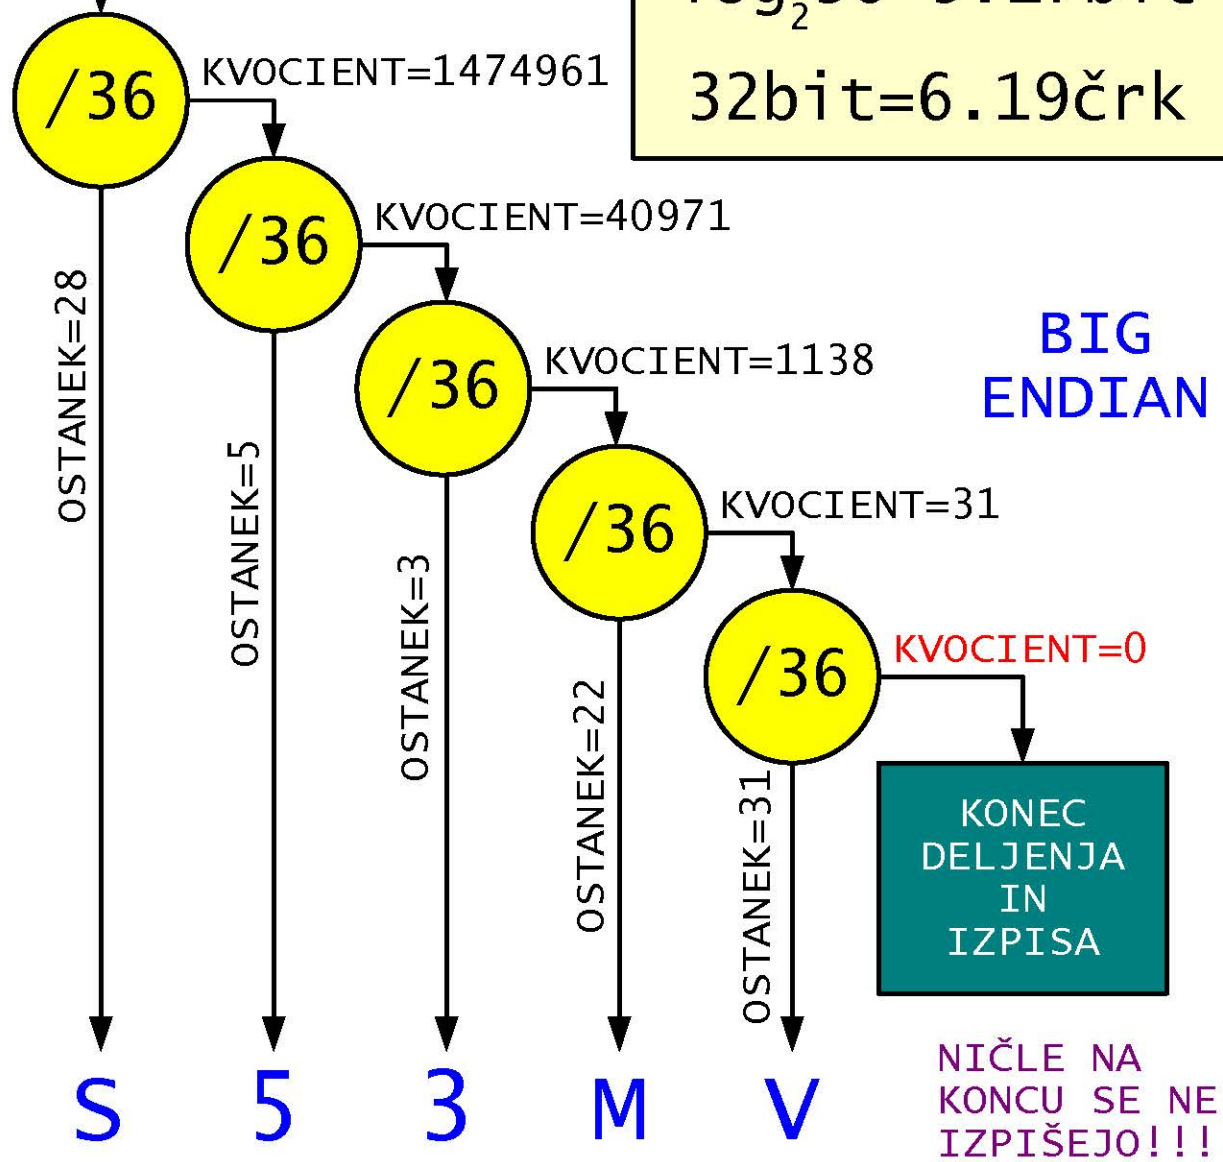 32bit=6.19črk
/36
KVOCIENT=1474961
/36
KVOCIENT=40971
/36
KVOCIENT=1138
/36
KVOCIENT=31
/36
KVOCIENT=0
BIG
ENDIAN
OSTANEK=28
OSTANEK=5
OSTANEK=3
OSTANEK=22
OSTANEK=31
KONEC
DELJENJA
IN
IZPISA
S 5 3 M V
NIČLE NA
KONCU SE NE
IZPIŠEJO!!!